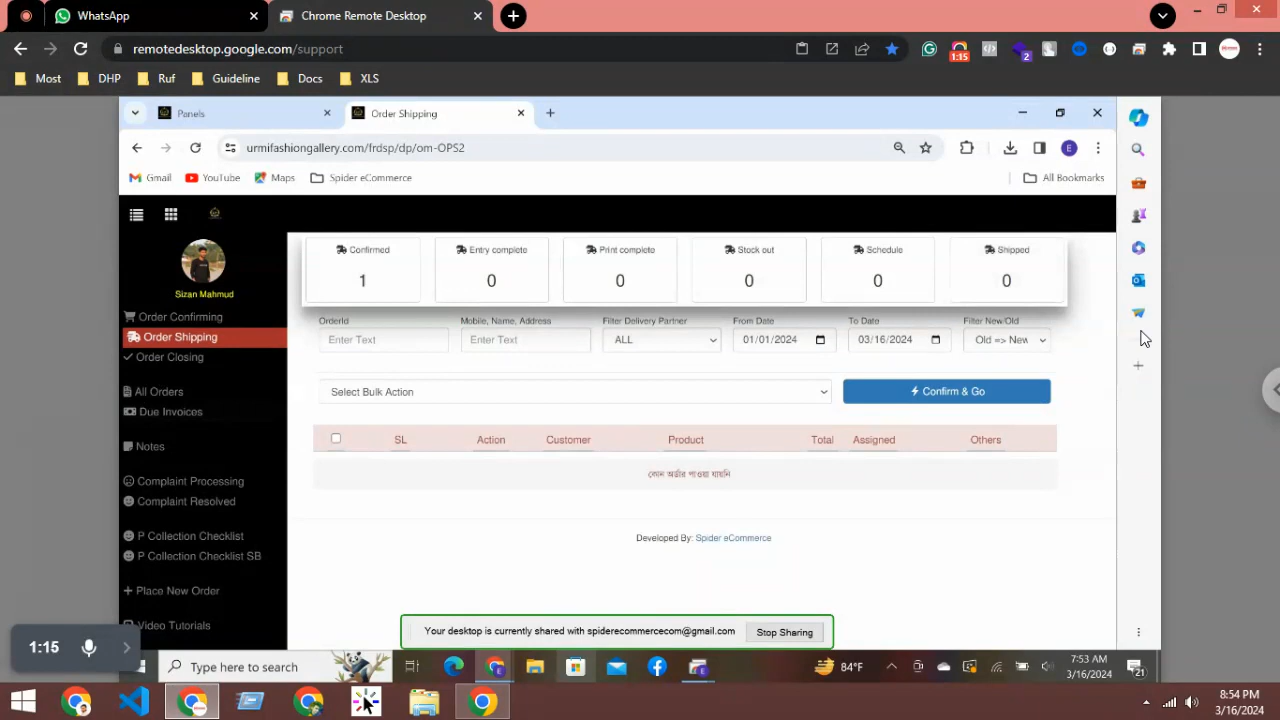 WhatsApp
Chrome Remote Desktop
remotedesktop.google.com/support
1:15
2
Most DHP Ruf Guideline Docs XLS
Panels
Order Shipping
urmifashiongallery.com/frdsp/dp/om-OPS2
E
Gmail YouTube Maps Spider eCommerce All Bookmarks
Sizan Mahmud
Order Confirming
Order Shipping
Order Closing
All Orders
Due Invoices
Notes
Complaint Processing
Complaint Resolved
P Collection Checklist
P Collection Checklist SB
+ Place New Order
Video Tutorials
Confirmed Entry complete Print complete Stock out Schedule Shipped
1 0 0 0 0 0
OrderId Mobile, Name, Address Filter Delivery Partner From Date To Date Filter New/Old
Enter Text Enter Text ALL 01/01/2024 03/16/2024 Old => New
Select Bulk Action Confirm & Go
SL Action Customer Product Total Assigned Others
কোন অর্ডার পাওয়া যায়নি
Developed By: Spider eCommerce
Your desktop is currently shared with spiderecommercecom@gmail.com Stop Sharing
1:15
Type here to search
84°F
7:53 AM
3/16/2024
21
8:54 PM
3/16/2024